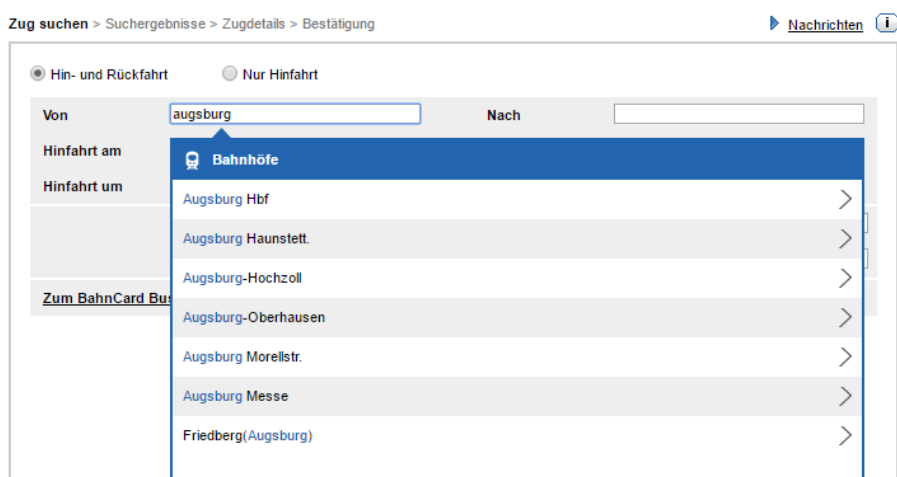 Zug suchen > Suchergebnisse > Zugdetails > Bestätigung Nachrichten i
Hin- und Rückfahrt Nur Hinfahrt
Von augsburg Nach
Hinfahrt am
Bahnhöfe
Hinfahrt um
Augsburg Hbf
Augsburg Haunstett.
Augsburg-Hochzoll
Zum BahnCard Bus
Augsburg-Oberhausen
Augsburg Morellstr.
Augsburg Messe
Friedberg(Augsburg)